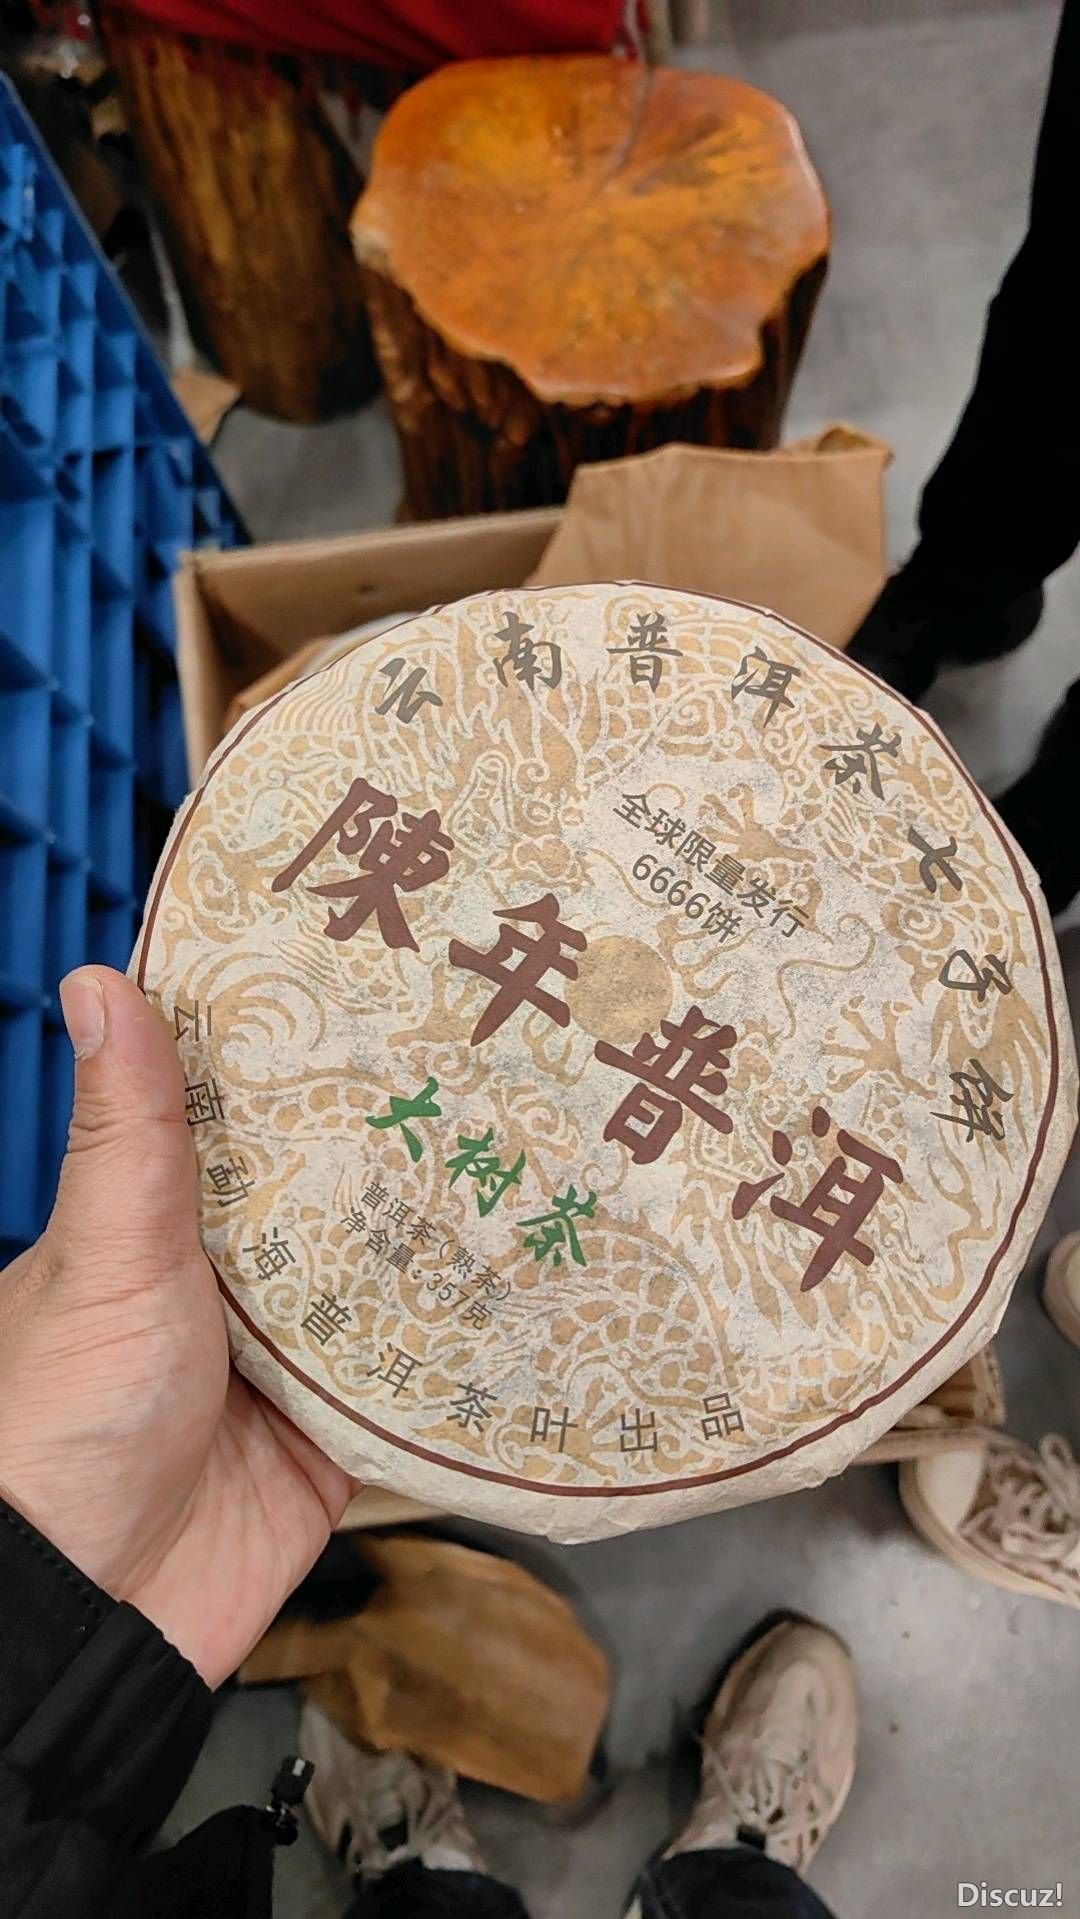 云南普洱茶七子饼
全球限量发行
6666饼
陳年普洱
大树茶
普洱茶（熟茶）
净含量：357克
云南勐海普洱茶叶出品
Discuz!